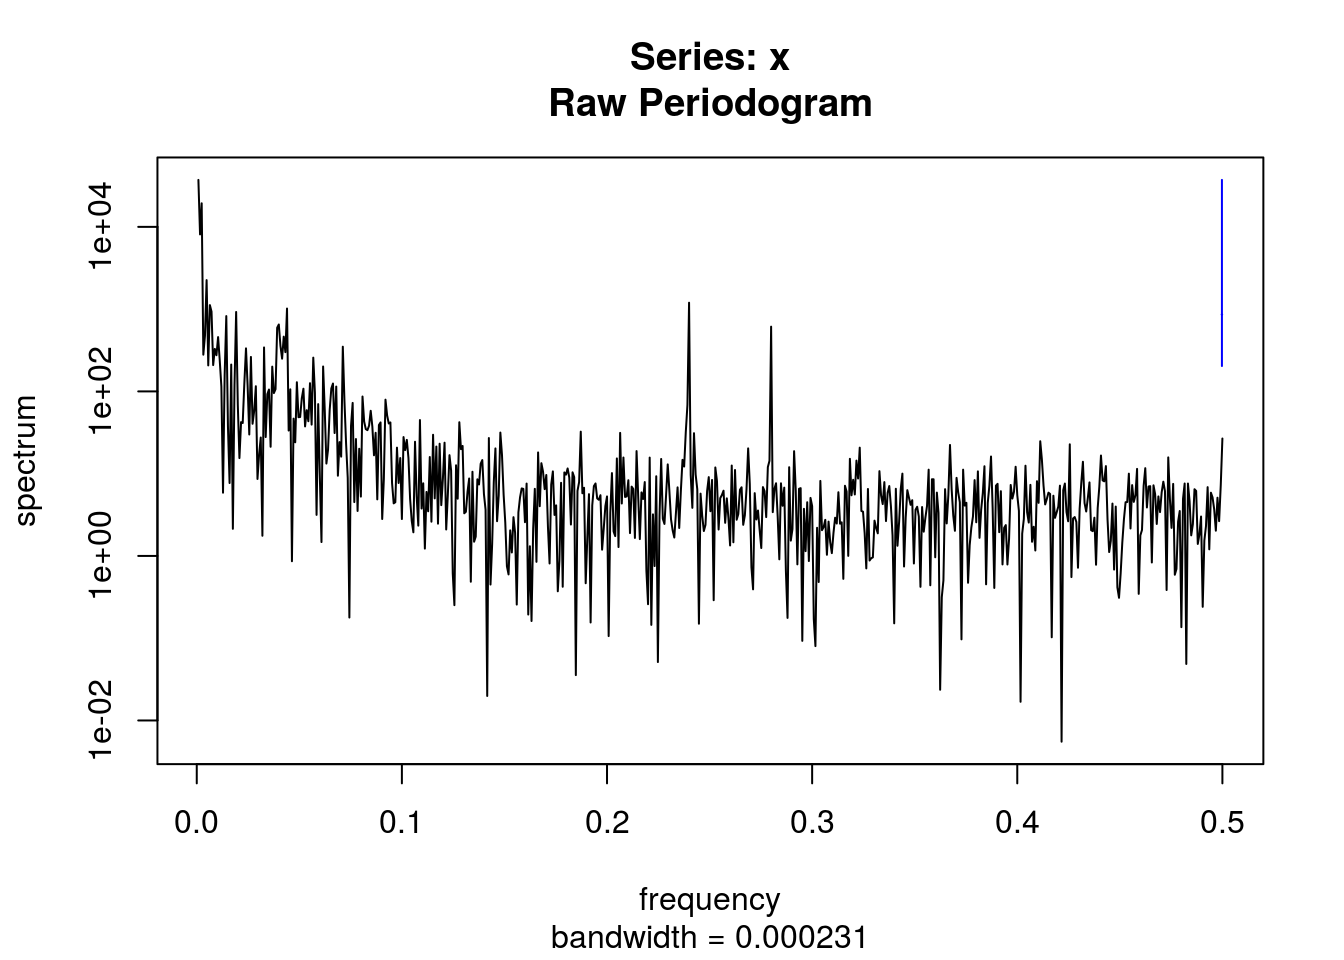 Series: x
Raw Periodogram
spectrum
1e+04
1e+02
1e+00
1e-02
0.0 0.1 0.2 0.3 0.4 0.5
frequency
bandwidth = 0.000231